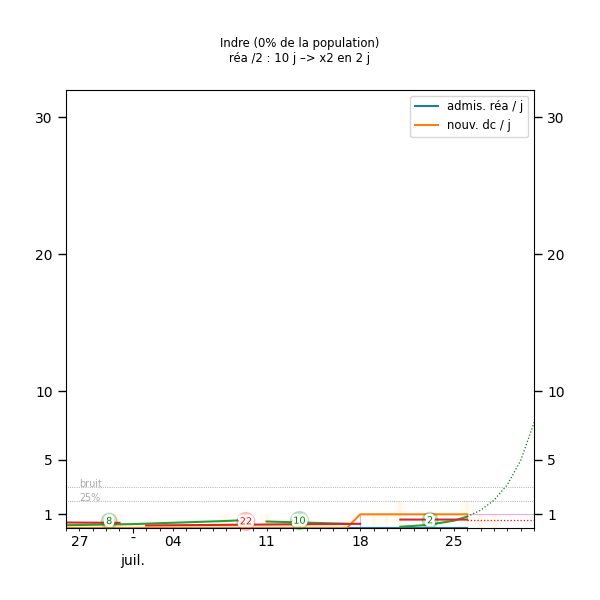 Indre (0% de la population)
réa /2 : 10 j –> x2 en 2 j
admis. réa / j
nouv. dc / j
30 30
20 20
10 10
5 5
bruit
25%
1 1
8 22 10 2
27 - 04 11 18 25
juil.